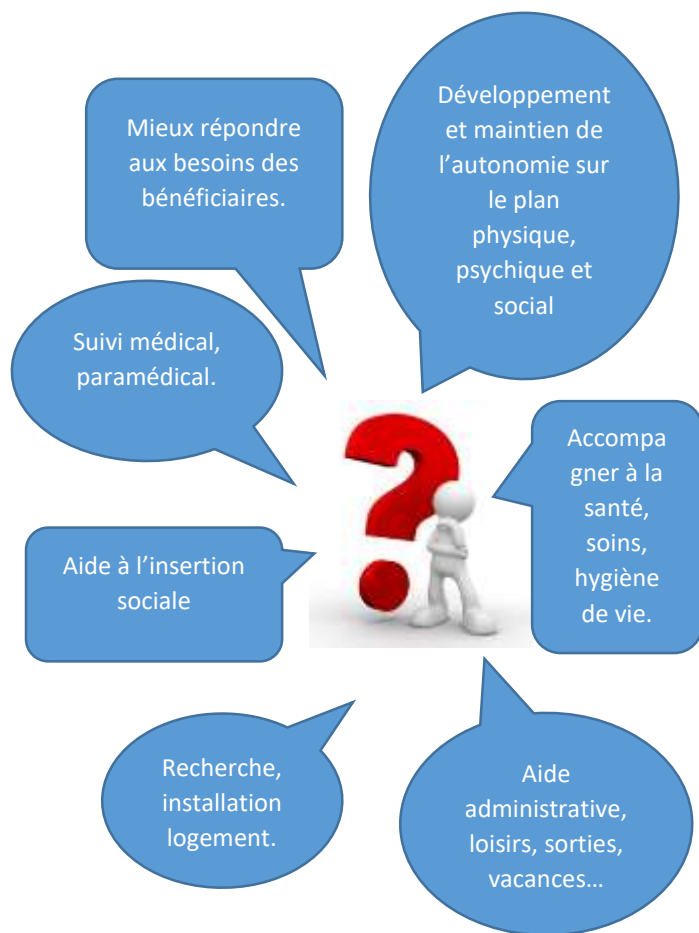 Mieux répondre
aux besoins des
bénéficiaires.
Développement
et maintien de
l’autonomie sur
le plan
physique,
psychique et
social
Suivi médical,
paramédical.
Accompa
gner à la
santé,
soins,
hygiène
de vie.
Aide à l’insertion
sociale
Recherche,
installation
logement.
Aide
administrative,
loisirs, sorties,
vacances…